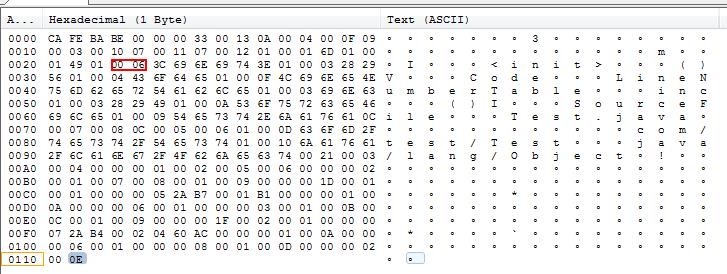 A... Hexadecimal (1 Byte) Text (ASCII)
0000 CA FE BA BE 00 00 00 33 00 13 0A 00 04 00 0F 09 3
0010 00 03 00 10 07 00 11 07 00 12 01 00 01 6D 01 00 m
0020 01 49 01 00 06 3C 69 6E 69 74 3E 01 00 03 28 29 I < i n i t > ( )
0030 56 01 00 04 43 6F 64 65 01 00 0F 4C 69 6E 65 4E V C o d e L i n e N
0040 75 6D 62 65 72 54 61 62 6C 65 01 00 03 69 6E 63 u m b e r T a b l e i n c
0050 01 00 03 28 29 49 01 00 0A 53 6F 75 72 63 65 46 ( ) I S o u r c e F
0060 69 6C 65 01 00 09 54 65 73 74 2E 6A 61 76 61 0C i l e T e s t . j a v a
0070 00 07 00 08 0C 00 05 00 06 01 00 0D 63 6F 6D 2F c o m /
0080 74 65 73 74 2F 54 65 73 74 01 00 10 6A 61 76 61 t e s t / T e s t j a v a
0090 2F 6C 61 6E 67 2F 4F 62 6A 65 63 74 00 21 00 03 / l a n g / O b j e c t !
00A0 00 04 00 00 00 01 00 02 00 05 00 06 00 00 00 02
00B0 00 01 00 07 00 08 00 01 00 09 00 00 00 1D 00 01
00C0 00 01 00 00 00 05 2A B7 00 01 B1 00 00 00 01 00 *
00D0 0A 00 00 00 06 00 01 00 00 00 03 00 01 00 0B 00
00E0 0C 00 01 00 09 00 00 00 1F 00 02 00 01 00 00 00
00F0 07 2A B4 00 02 04 60 AC 00 00 00 01 00 0A 00 00 * `
0100 00 06 00 01 00 00 00 08 00 01 00 0D 00 00 00 02
0110 00 0E